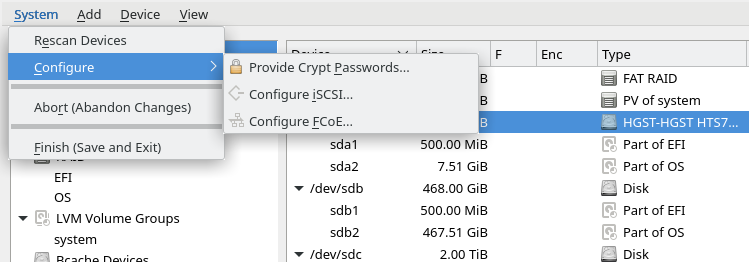 System Add Device View
Rescan Devices
Configure
Abort (Abandon Changes)
Finish (Save and Exit)
Provide Crypt Passwords...
Configure iSCSI...
Configure FCoE...
EFI
OS
LVM Volume Groups
system
Bcache Devices
Device Size F Enc Type
B FAT RAID
B PV of system
B HGST-HGST HTS7...
sda1 500.00 MiB Part of EFI
sda2 7.51 GiB Part of OS
/dev/sdb 468.00 GiB Disk
sdb1 500.00 MiB Part of EFI
sdb2 467.51 GiB Part of OS
/dev/sdc 2.00 TiB Disk